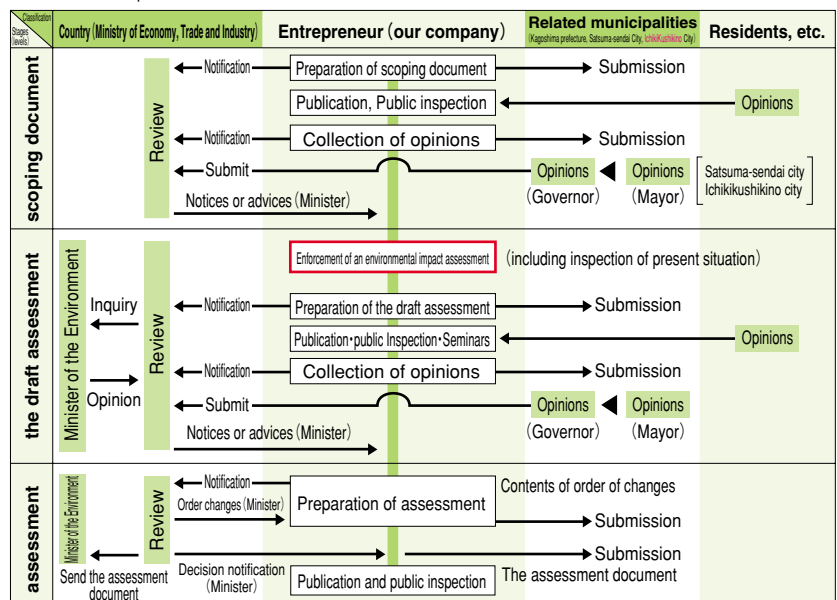 Classification
Stages
(levels)
Country (Ministry of Economy, Trade and Industry)
Entrepreneur (our company)
Related municipalities
(Kagoshima prefecture, Satsuma-sendai City, IchikiKushikino City)
Residents, etc.
scoping document
Review
Notification
Preparation of scoping document
Submission
Publication, Public inspection
Opinions
Notification
Collection of opinions
Submission
Submit
Opinions
(Governor)
Opinions
(Mayor)
Satsuma-sendai city
Ichikikushikino city
Notices or advices (Minister)
the draft assessment
Minister of the Environment
Inquiry
Opinion
Review
Enforcement of an environmental impact assessment
(including inspection of present situation)
Notification
Preparation of the draft assessment
Submission
Publication・public Inspection・Seminars
Opinions
Notification
Collection of opinions
Submission
Submit
Opinions
(Governor)
Opinions
(Mayor)
Notices or advices (Minister)
assessment
Minister of the Environment
Review
Notification
Order changes (Minister)
Preparation of assessment
Contents of order of changes
Submission
Send the assessment
document
Decision notification
(Minister)
Submission
Publication and public inspection
The assessment document